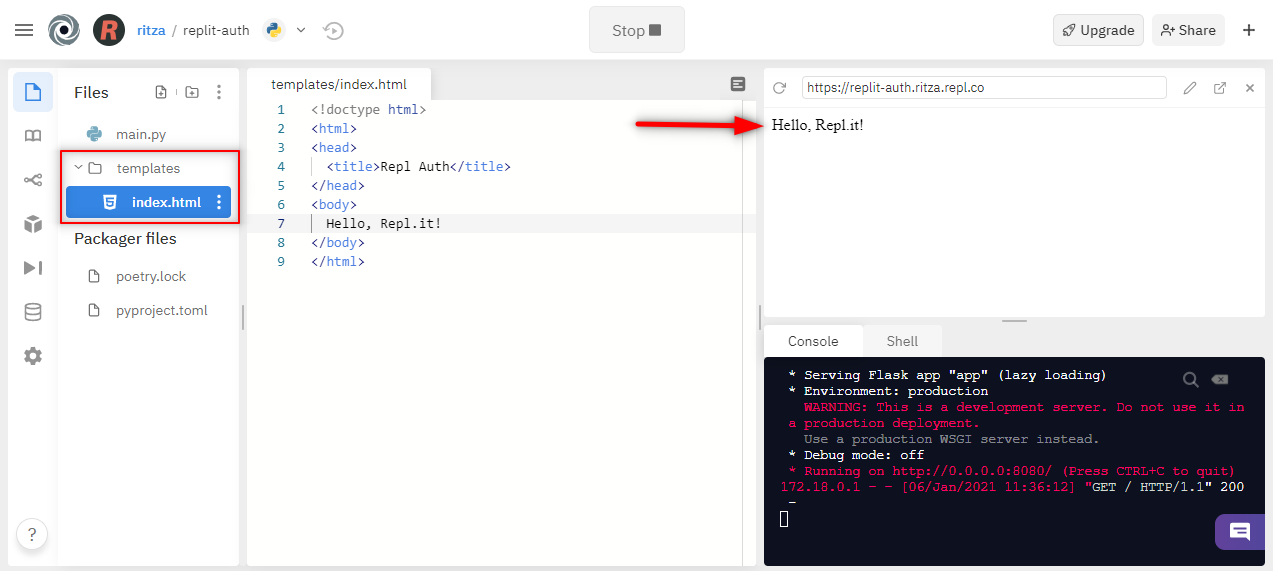 ritza / replit-auth
Stop
Upgrade
Share
Files
main.py
templates
index.html
Packager files
poetry.lock
pyproject.toml
?
templates/index.html
1 <!doctype html>
2 <html>
3 <head>
4   <title>Repl Auth</title>
5 </head>
6 <body>
7   Hello, Repl.it!
8 </body>
9 </html>
https://replit-auth.ritza.repl.co
Hello, Repl.it!
Console Shell
* Serving Flask app "app" (lazy loading)
* Environment: production
WARNING: This is a development server. Do not use it in
a production deployment.
Use a production WSGI server instead.
* Debug mode: off
* Running on http://0.0.0.0:8080/ (Press CTRL+C to quit)
172.18.0.1 - - [06/Jan/2021 11:36:12] "GET / HTTP/1.1" 200
-